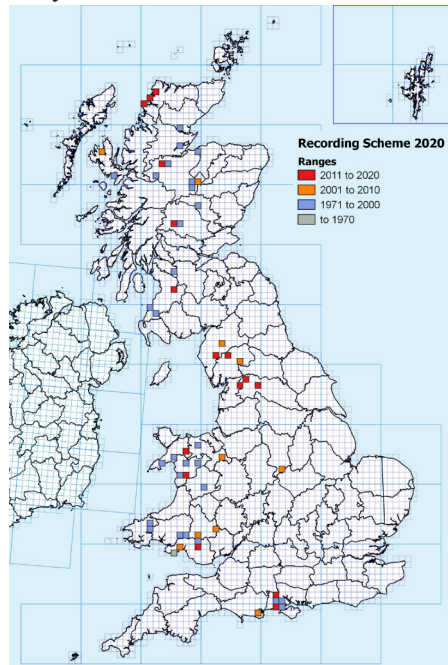 Recording Scheme 2020
Ranges
2011 to 2020
2001 to 2010
1971 to 2000
to 1970